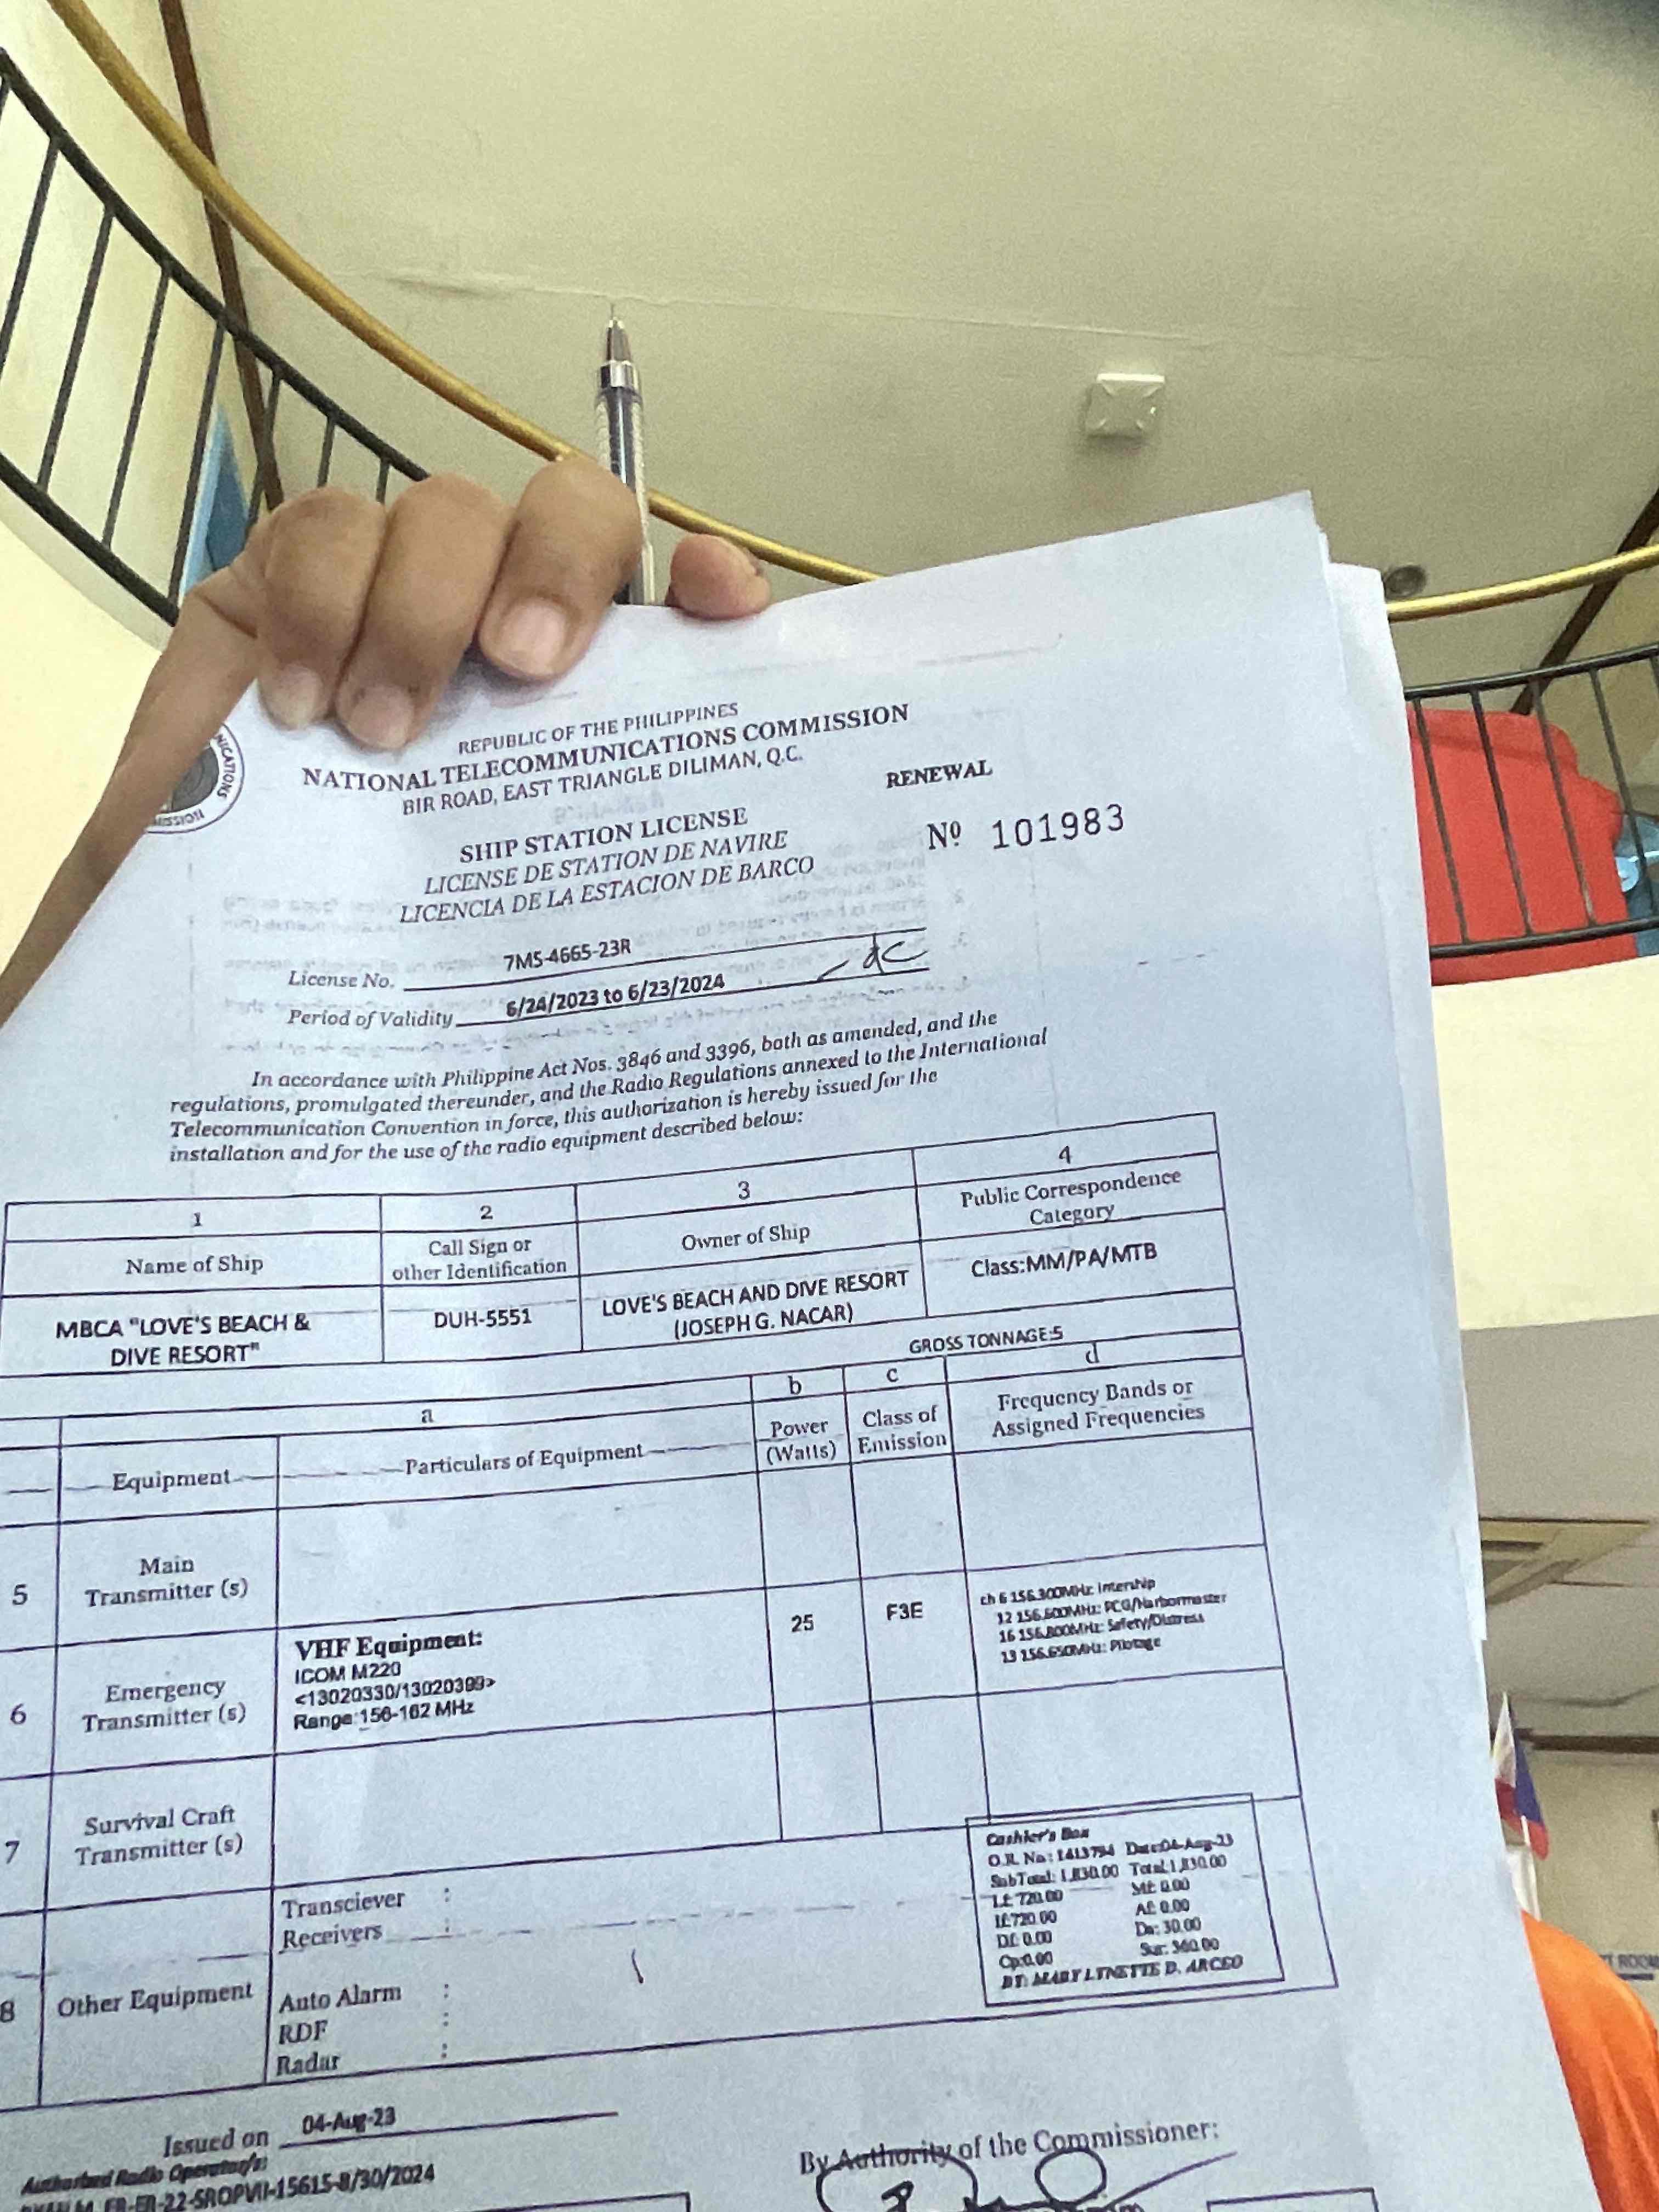 REPUBLIC OF THE PHILIPPINES
NATIONAL TELECOMMUNICATIONS COMMISSION
BIR ROAD, EAST TRIANGLE DILIMAN, Q.C.
RENEWAL
SHIP STATION LICENSE
Nº 101983
LICENSE DE STATION DE NAVIRE
LICENCIA DE LA ESTACION DE BARCO
License No. 7MS-4665-23R
Period of Validity 6/24/2023 to 6/23/2024
In accordance with Philippine Act Nos. 3846 and 3396, both as amended, and the
regulations, promulgated thereunder, and the Radio Regulations annexed to the International
Telecommunication Convention in force, this authorization is hereby issued for the
installation and for the use of the radio equipment described below:
1 2 3 4
Name of Ship
Call Sign or
other Identification
Owner of Ship
Public Correspondence
Category
MBCA "LOVE'S BEACH &
DIVE RESORT"
DUH-5551
LOVE'S BEACH AND DIVE RESORT
(JOSEPH G. NACAR)
Class:MM/PA/MTB
GROSS TONNAGE:5
a b c d
Equipment
Particulars of Equipment
Power
(Watts)
Class of
Emission
Frequency Bands or
Assigned Frequencies
5 Main
Transmitter (s)
6 Emergency
Transmitter (s)
VHF Equipment:
ICOM M220
<13020330/13020399>
Range:156-162 MHz
25
F3E
ch 6 156.300MHz: Intership
12 156.600MHz: PCG/Harbormaster
16 156.800MHz: Safety/Distress
13 156.650MHz: Pilotage
7 Survival Craft
Transmitter (s)
8 Other Equipment
Transciever :
Receivers :
Auto Alarm :
RDF :
Radar :
Cashier's Box
O.R. No.: 1413794 Date:04-Aug-23
SubTotal: 1,830.00 Total:1,830.00
Lf: 720.00 Mf: 0.00
If:720.00 Af: 0.00
Df: 0.00 Ds: 30.00
Cp:0.00 Sur: 360.00
BY: MARY LYNETTE D. ARCEO
Issued on 04-Aug-23
Authorized Radio Operator/s:
By Authority of the Commissioner: